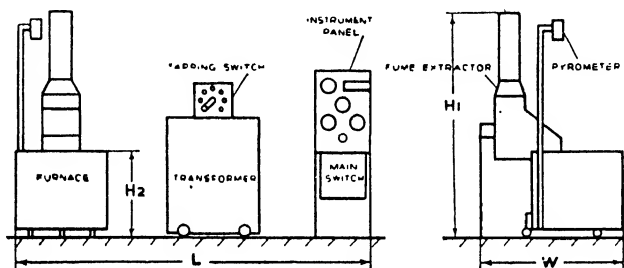 INSTRUMENT
PANEL
TAPPING SWITCH
FURNACE
H2
TRANSFORMER
MAIN
SWITCH
L
FUME EXTRACTOR
PYROMETER
H1
W